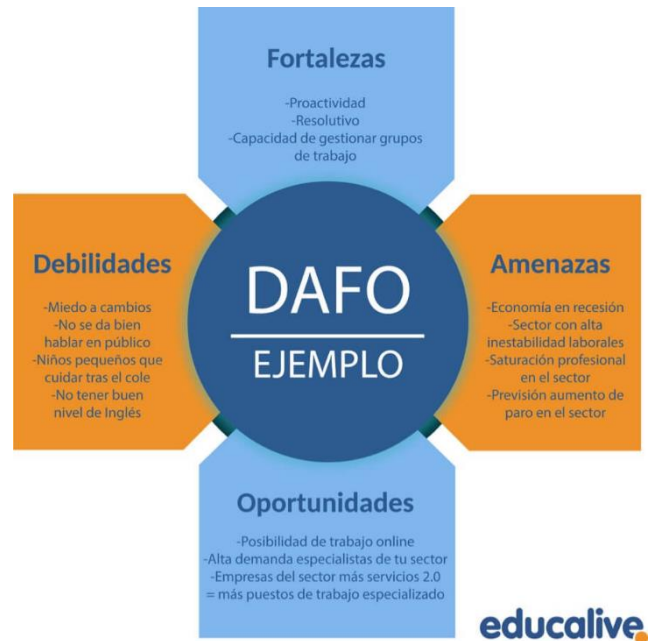 Fortalezas
-Proactividad
-Resolutivo
-Capacidad de gestionar grupos
de trabajo
Debilidades
-Miedo a cambios
-No se da bien
hablar en público
-Niños pequeños que
cuidar tras el cole
-No tener buen
nivel de Inglés
DAFO
EJEMPLO
Amenazas
-Economía en recesión
-Sector con alta
inestabilidad laborales
-Saturación profesional
en el sector
-Previsión aumento de
paro en el sector
Oportunidades
-Posibilidad de trabajo online
-Alta demanda especialistas de tu sector
-Empresas del sector más servicios 2.0
= más puestos de trabajo especializado
educalive.